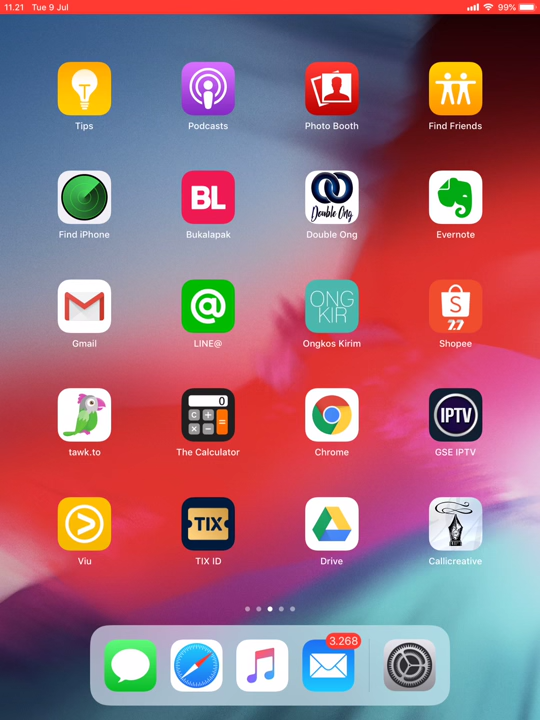 11.21 Tue 9 Jul 99%
Tips Podcasts Photo Booth Find Friends
BL Double Ong
Find iPhone Bukalapak Double Ong Evernote
@ ONG KIR S 7.7
Gmail LINE@ Ongkos Kirim Shopee
0 C + × − = IPTV
tawk.to The Calculator Chrome GSE IPTV
TIX
Viu TIX ID Drive Callicreative
3.268